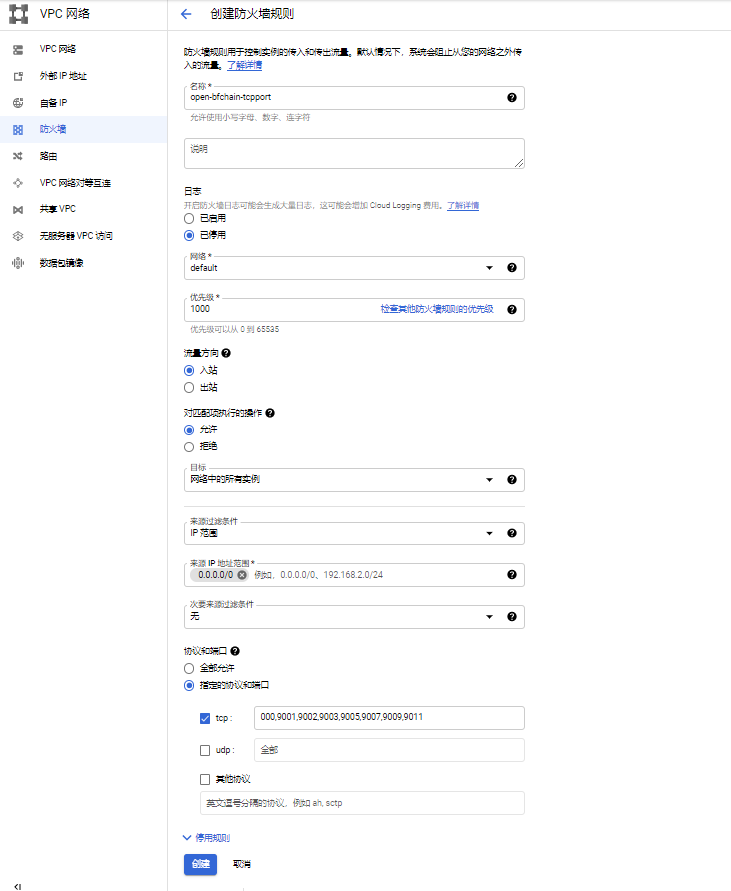 VPC 网络
创建防火墙规则
VPC 网络
外部 IP 地址
自备 IP
防火墙
路由
VPC 网络对等互连
共享 VPC
无服务器 VPC 访问
数据包镜像
防火墙规则用于控制实例的传入和传出流量。默认情况下，系统会阻止从您的网络之外传
入的流量。了解详情
名称 *
open-bfchain-tcpport
允许使用小写字母、数字、连字符
说明
日志
开启防火墙日志可能会生成大量日志，这可能会增加 Cloud Logging 费用。了解详情
已启用
已停用
网络 *
default
优先级 *
1000
检查其他防火墙规则的优先级
优先级可以从 0 到 65535
流量方向
入站
出站
对匹配项执行的操作
允许
拒绝
目标
网络中的所有实例
来源过滤条件
IP 范围
来源 IP 地址范围 *
0.0.0.0/0 例如，0.0.0.0/0、192.168.2.0/24
次要来源过滤条件
无
协议和端口
全部允许
指定的协议和端口
tcp :
000,9001,9002,9003,9005,9007,9009,9011
udp :
全部
其他协议
英文逗号分隔的协议，例如 ah, sctp
停用规则
创建
取消